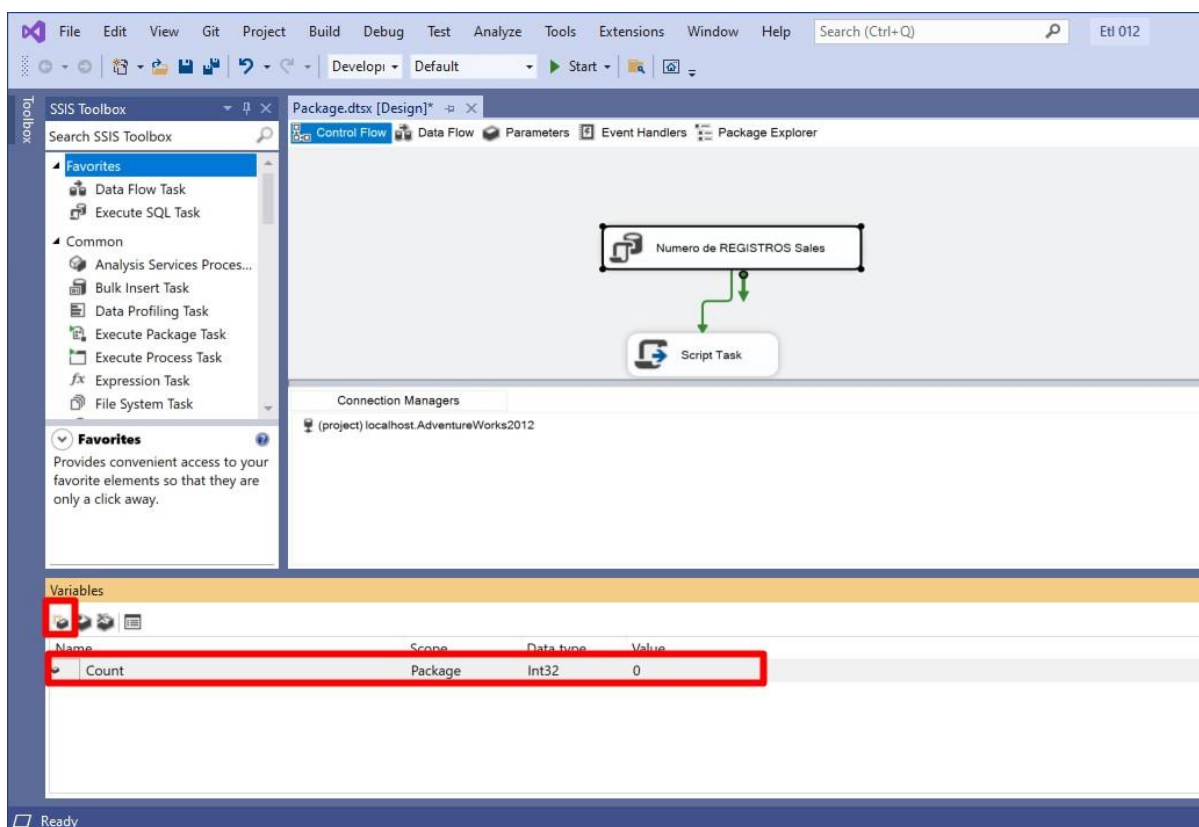 File Edit View Git Project Build Debug Test Analyze Tools Extensions Window Help Search (Ctrl+Q) Etl 012
Developi Default Start
Toolbox
SSIS Toolbox
Search SSIS Toolbox
Favorites
Data Flow Task
Execute SQL Task
Common
Analysis Services Proces...
Bulk Insert Task
Data Profiling Task
Execute Package Task
Execute Process Task
fx Expression Task
File System Task
Favorites
Provides convenient access to your
favorite elements so that they are
only a click away.
Package.dtsx [Design]*
Control Flow Data Flow Parameters Event Handlers Package Explorer
Numero de REGISTROS Sales
Script Task
Connection Managers
(project) localhost.AdventureWorks2012
Variables
Name Scope Data type Value
Count Package Int32 0
Ready